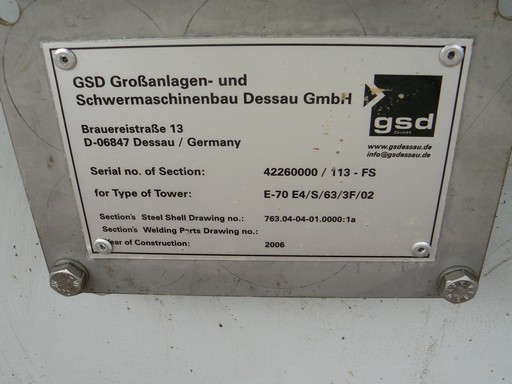 GSD Großanlagen- und
Schwermaschinenbau Dessau GmbH
gsd
Brauereistraße 13
D-06847 Dessau / Germany
www.gsdessau.de
info@gsdessau.de
Serial no. of Section: 42260000 / 113 - FS
for Type of Tower: E-70 E4/S/63/3F/02
Section's Steel Shell Drawing no.: 763.04-04-01.0000:1a
Section's Welding Parts Drawing no.:
Year of Construction: 2006